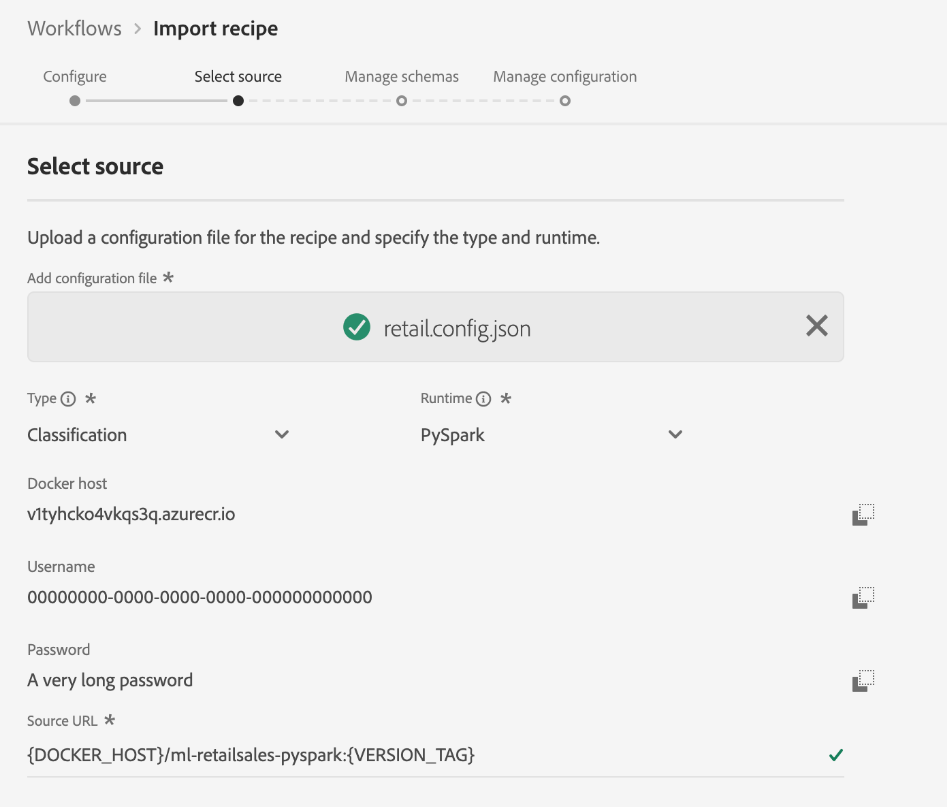 Workflows > Import recipe
Configure Select source Manage schemas Manage configuration
Select source
Upload a configuration file for the recipe and specify the type and runtime.
Add configuration file *
retail.config.json
Type * Runtime *
Classification PySpark
Docker host
v1tyhcko4vkqs3q.azurecr.io
Username
00000000-0000-0000-0000-000000000000
Password
A very long password
Source URL *
{DOCKER_HOST}/ml-retailsales-pyspark:{VERSION_TAG}